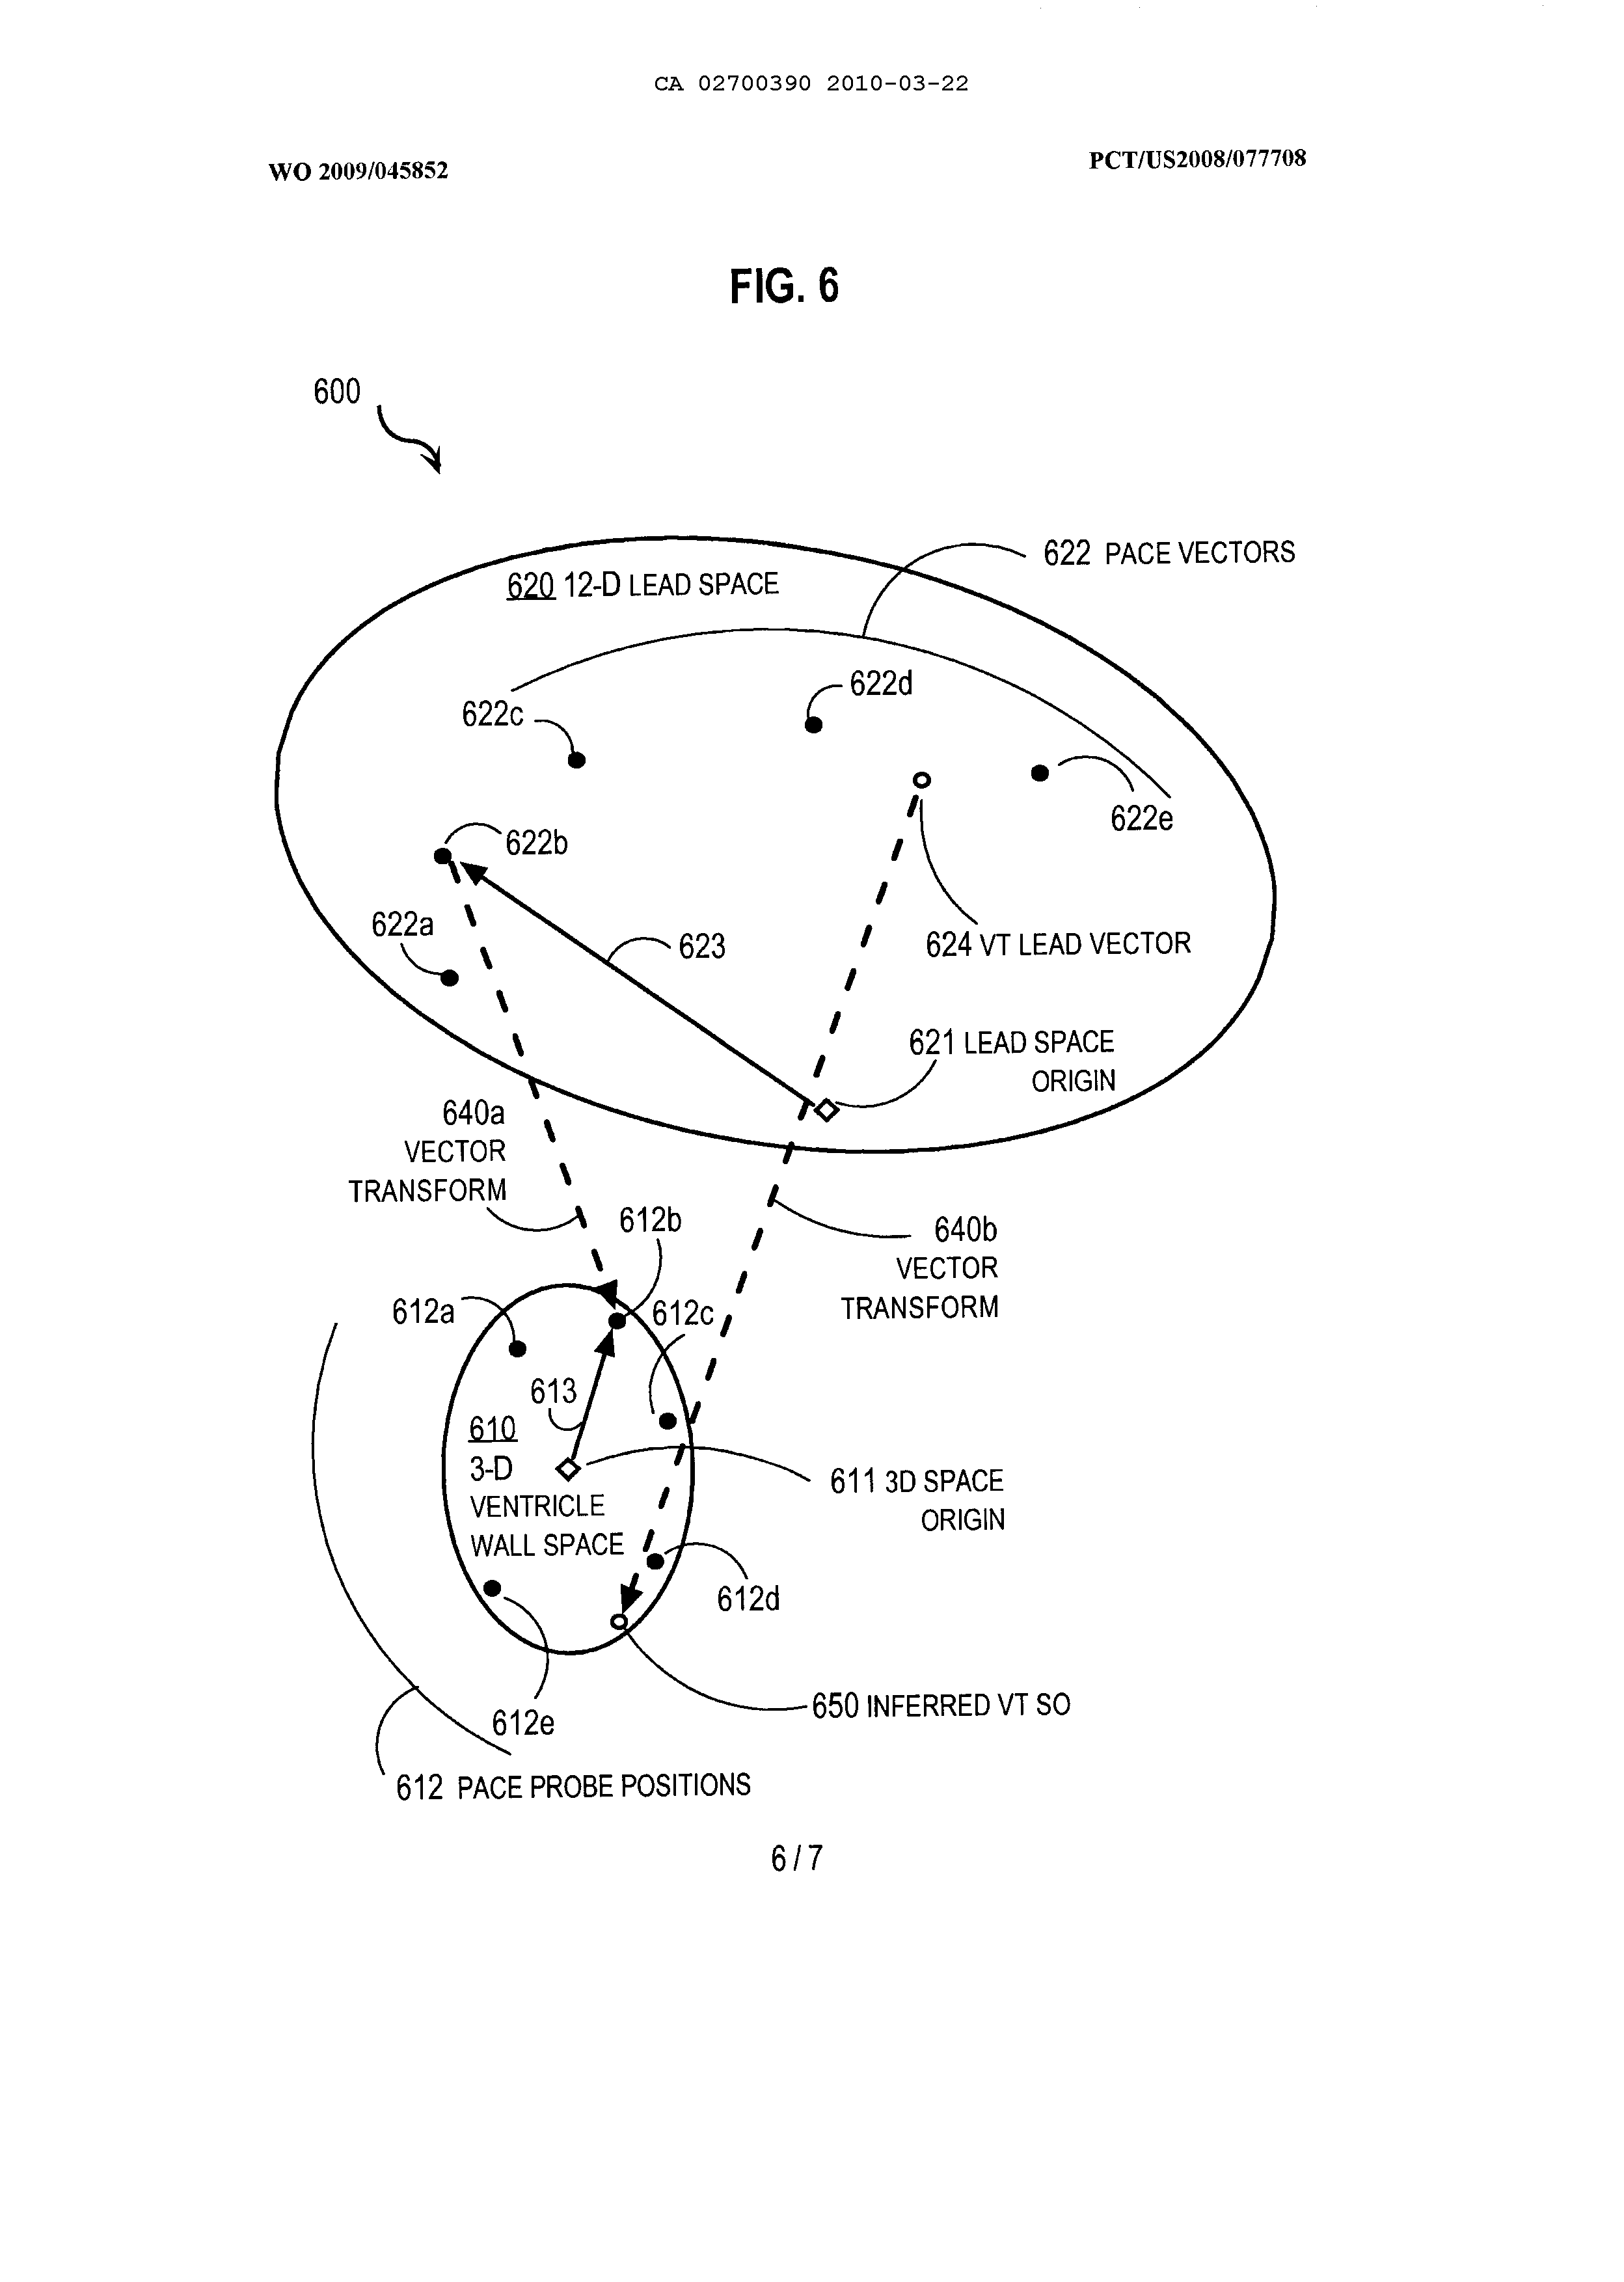 CA 02700390 2010-03-22
WO 2009/045852
PCT/US2008/077708
FIG. 6
600
622 PACE VECTORS
620 12-D LEAD SPACE
622d
622c
622e
622b
622a
623
624 VT LEAD VECTOR
621 LEAD SPACE
ORIGIN
640a
VECTOR
TRANSFORM
612b
640b
VECTOR
TRANSFORM
612a
612c
613
610
3-D
VENTRICLE
WALL SPACE
611 3D SPACE
ORIGIN
612d
650 INFERRED VT SO
612e
612 PACE PROBE POSITIONS
6/7